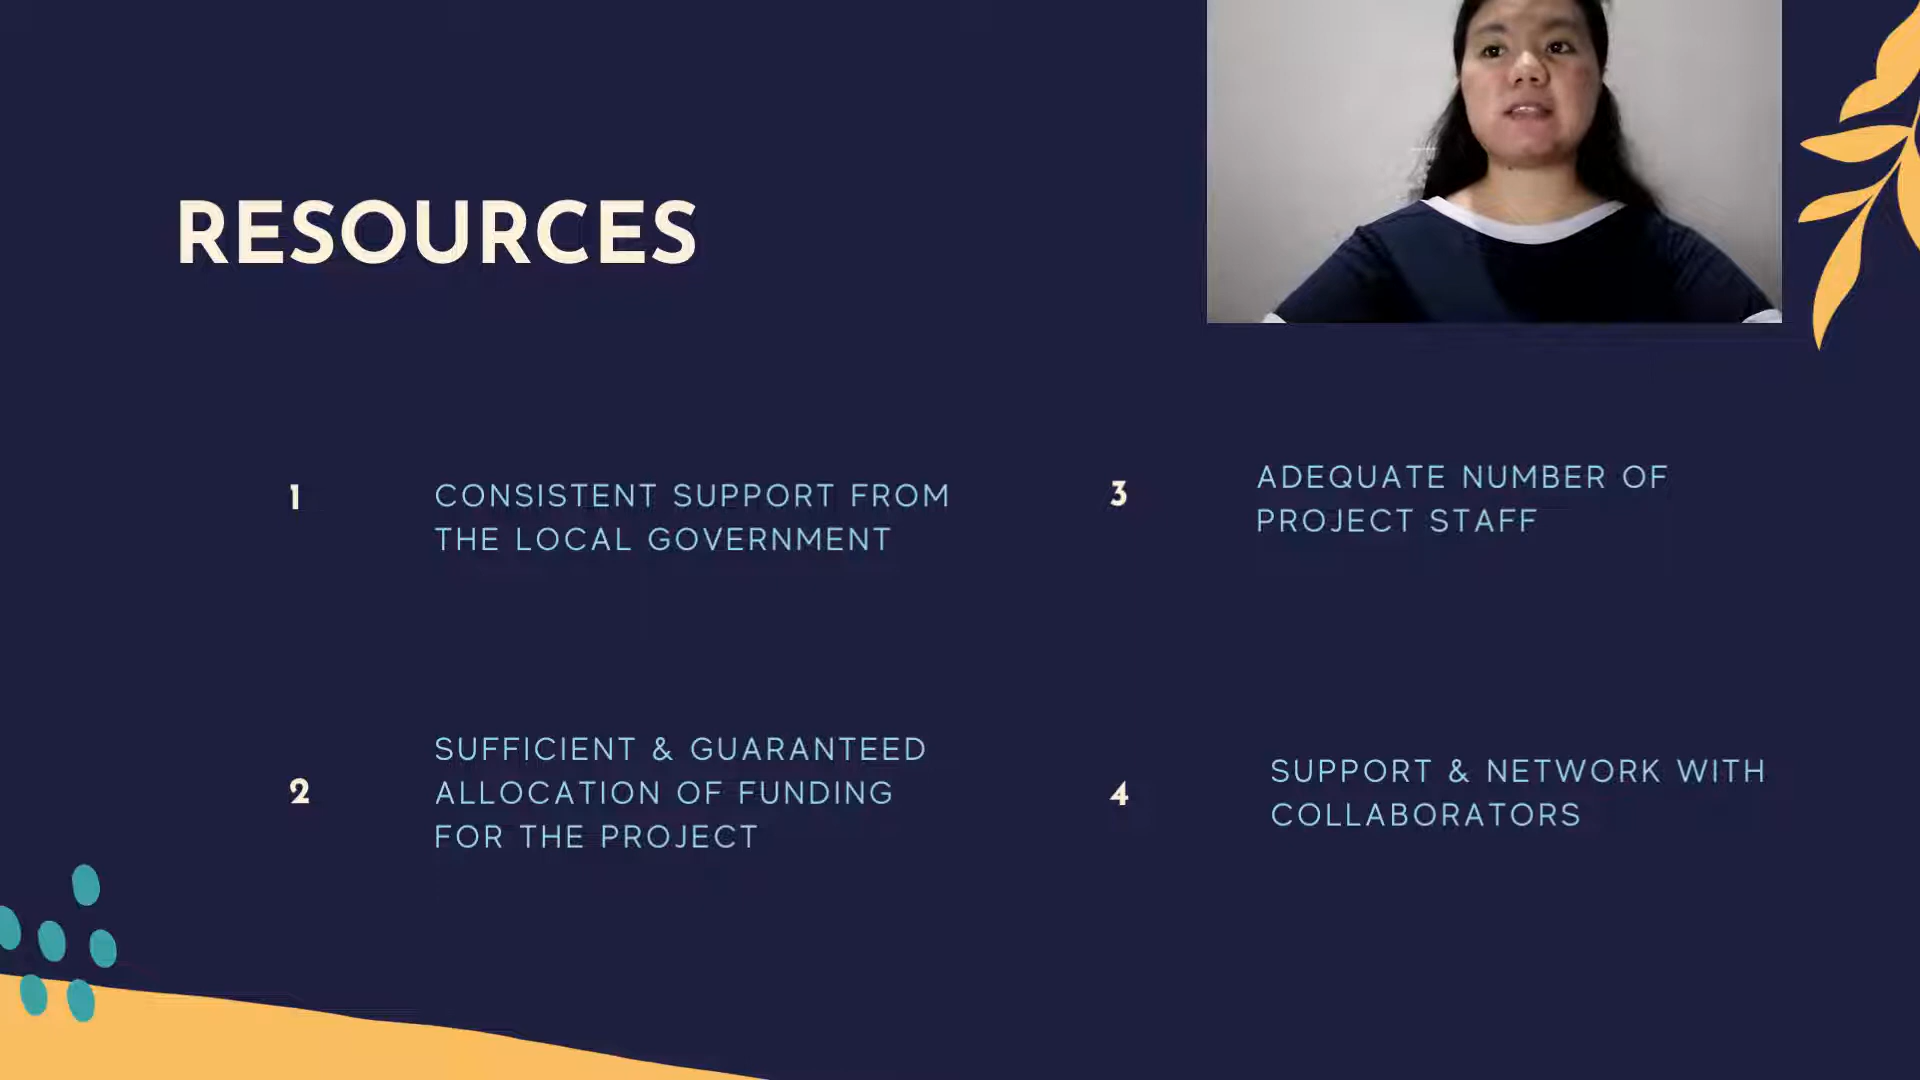 RESOURCES
1
CONSISTENT SUPPORT FROM
THE LOCAL GOVERNMENT
2
SUFFICIENT & GUARANTEED
ALLOCATION OF FUNDING
FOR THE PROJECT
3
ADEQUATE NUMBER OF
PROJECT STAFF
4
SUPPORT & NETWORK WITH
COLLABORATORS